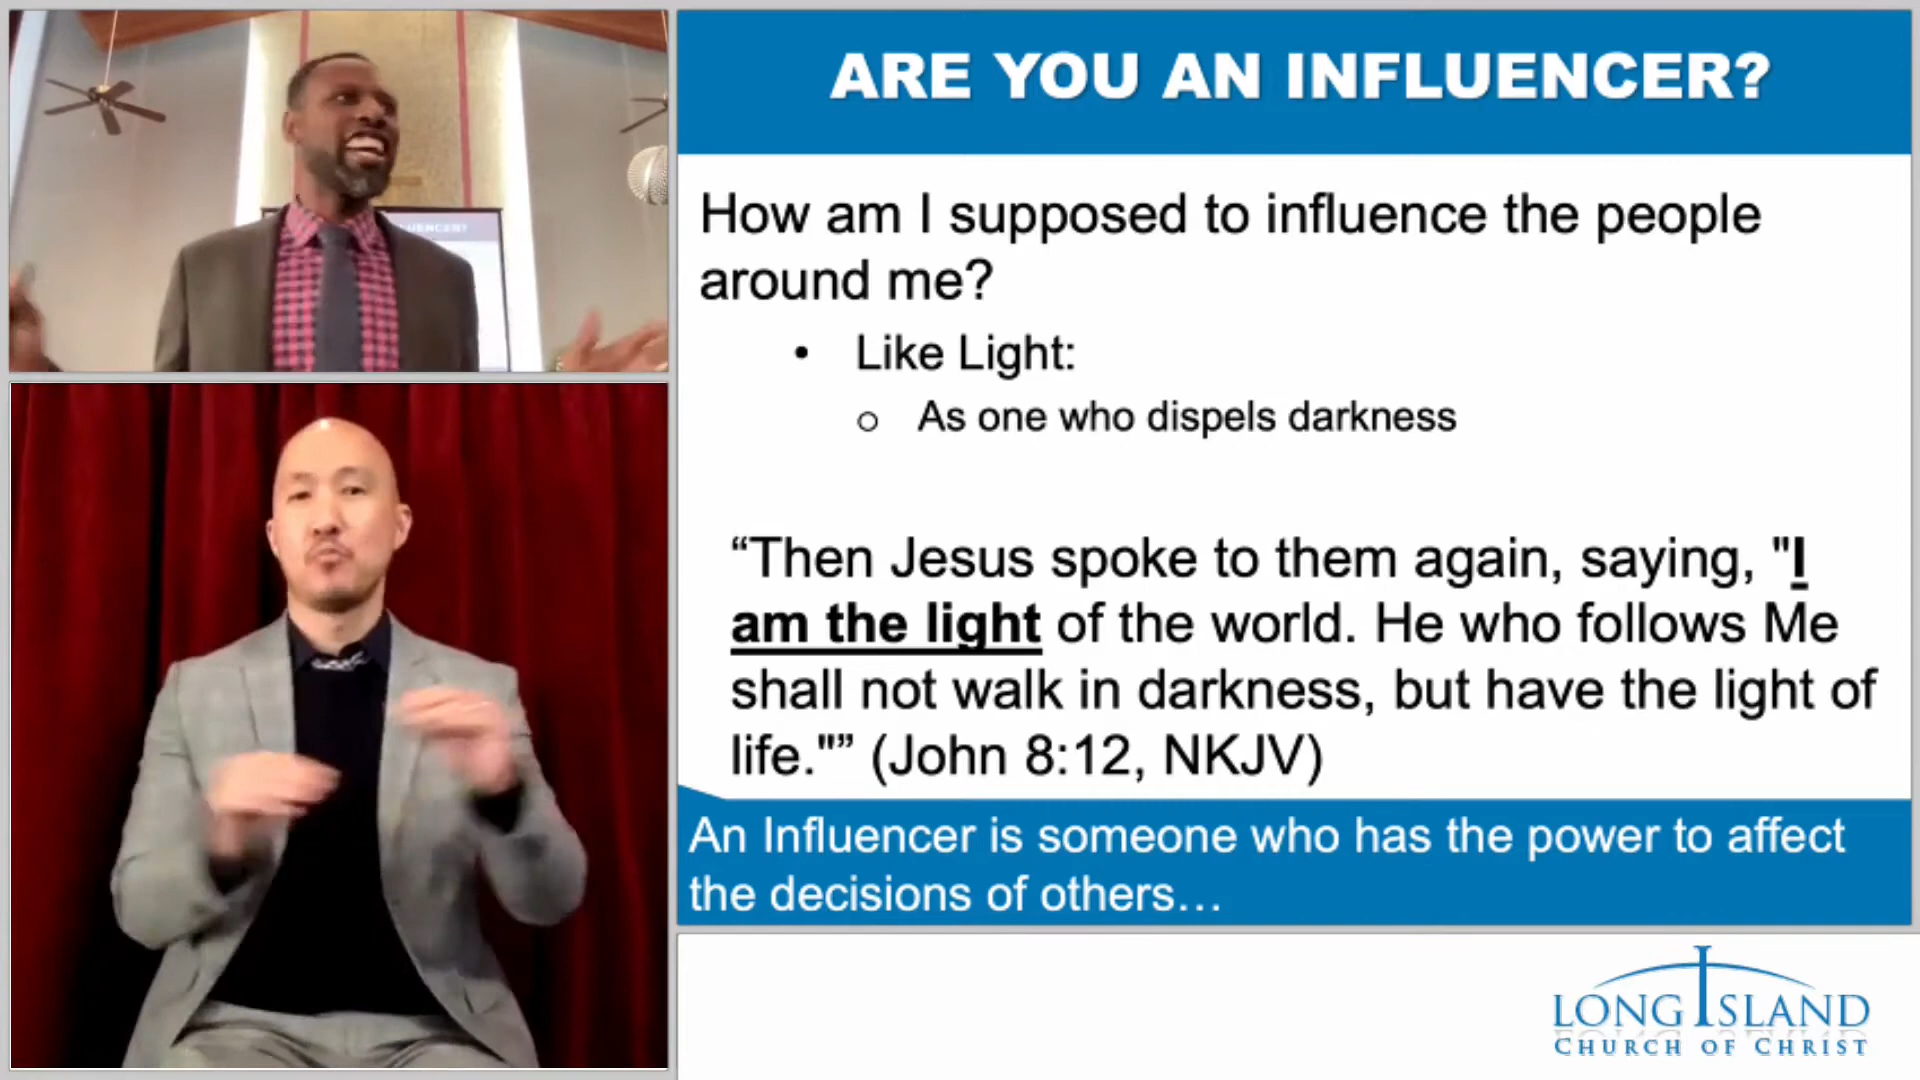 ARE YOU AN INFLUENCER?
How am I supposed to influence the people
around me?
• Like Light:
o As one who dispels darkness
“Then Jesus spoke to them again, saying, "I
am the light of the world. He who follows Me
shall not walk in darkness, but have the light of
life."” (John 8:12, NKJV)
An Influencer is someone who has the power to affect
the decisions of others…
LONG ISLAND
CHURCH OF CHRIST